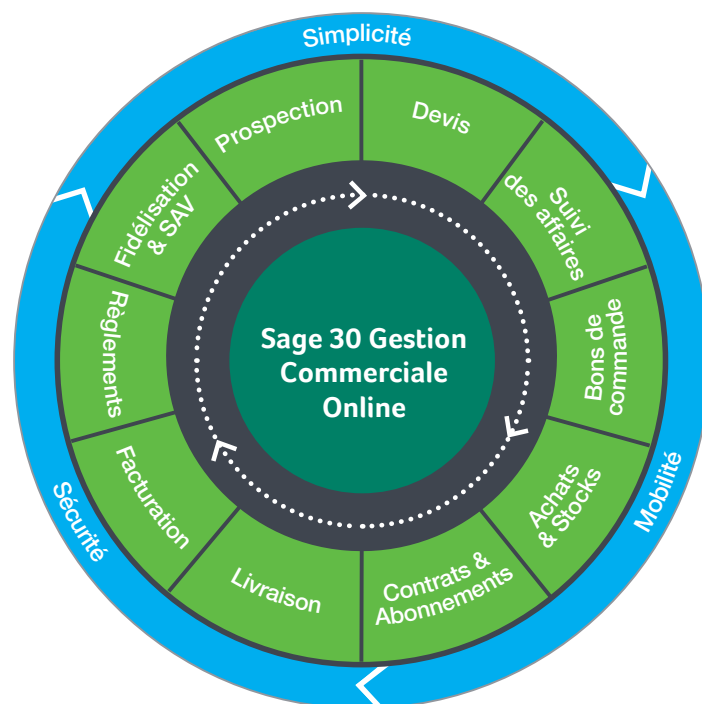 Simplicité
Mobilité
Sécurité
Prospection
Devis
Suivi
des affaires
Bons de
commande
Achats
& Stocks
Contrats &
Abonnements
Livraison
Facturation
Règlements
Fidélisation
& SAV
Sage 30 Gestion
Commerciale
Online